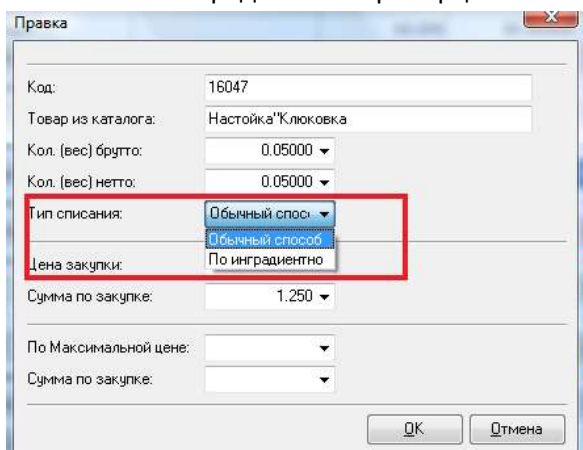 Правка
Код: 16047
Товар из каталога: Настойка"Клюковка
Кол. (вес) брутто: 0.05000
Кол. (вес) нетто: 0.05000
Тип списания: Обычный спос
Обычный способ
Цена закупки: По инградиентно
Сумма по закупке: 1.250
По Максимальной цене:
Сумма по закупке:
OK Отмена